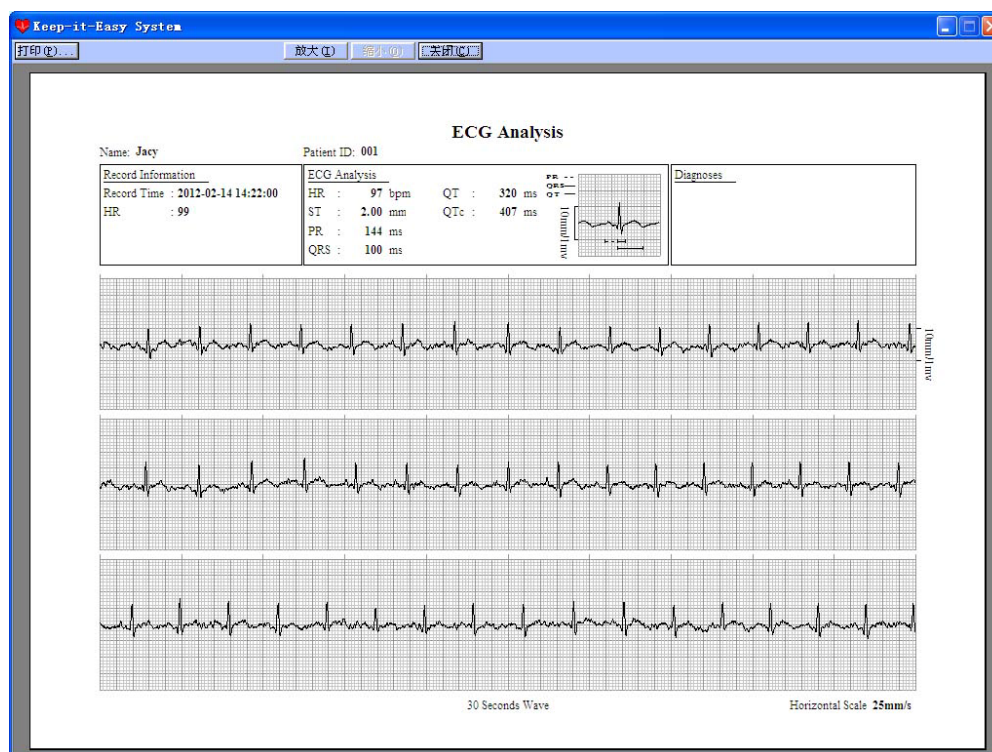 Keep-it-Easy System
打印(P)... 放大(I) 缩小(O) 关闭(C)
ECG Analysis
Name: Jacy Patient ID: 001
Record Information
Record Time : 2012-02-14 14:22:00
HR : 99
ECG Analysis
HR : 97 bpm QT : 320 ms
ST : 2.00 mm QTc : 407 ms
PR : 144 ms
QRS : 100 ms
PR
QRS
QT
10mm/1mv
Diagnoses
10mm/1mv
30 Seconds Wave Horizontal Scale 25mm/s